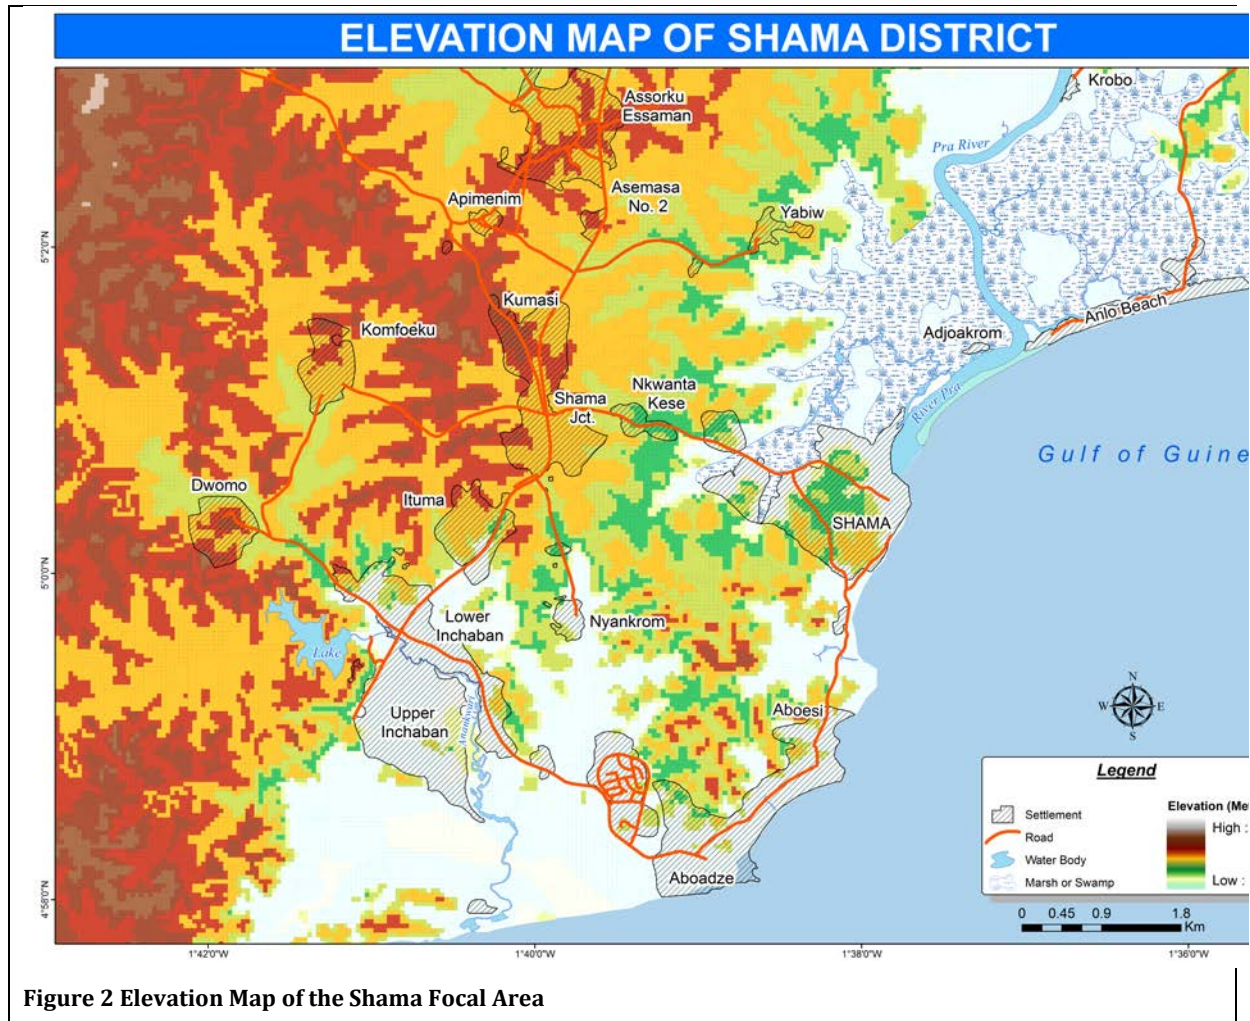 ELEVATION MAP OF SHAMA DISTRICT
Krobo
Assorku
Essaman
Pra River
Apimenim
Asemasa
No. 2
Yabiw
5°2'0"N
Kumasi
Komfoeku
Anlo Beach
Adjoakrom
Nkwanta
Kese
River Pra
Shama
Jct.
Gulf of Guine
Dwomo
Ituma
SHAMA
5°0'0"N
Lower
Inchaban
Nyankrom
Lake
N
W E
S
Aboesi
Upper
Inchaban
Anankwari
Legend
Settlement
Road
Water Body
Marsh or Swamp
Elevation (Me
High :
Low :
Aboadze
4°58'0"N
0 0.45 0.9 1.8
Km
1°42'0"W 1°40'0"W 1°38'0"W 1°36'0"W
Figure 2 Elevation Map of the Shama Focal Area